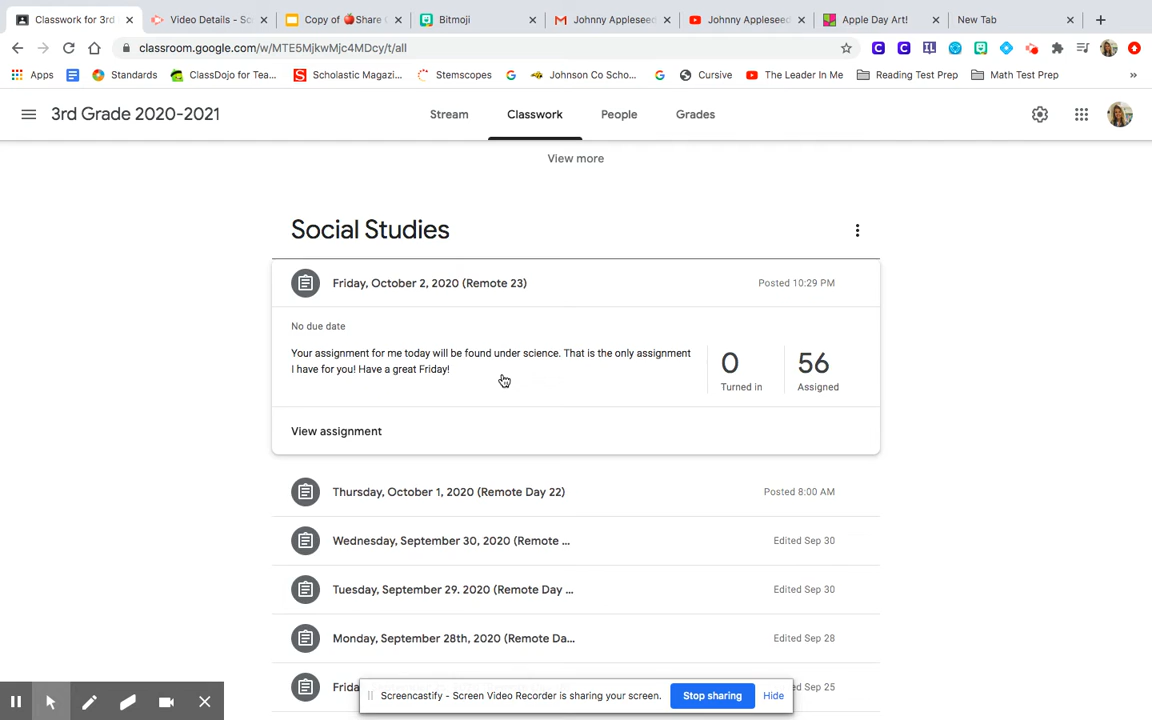 Classroom for 3rd
Video Details - Sc
Copy of 🍎Share C
Bitmoji
Johnny Appleseed
Johnny Appleseed
Apple Day Art!
New Tab
classroom.google.com/w/MTE5MjkwMjc4MDcy/t/all
Apps
Standards
ClassDojo for Tea...
Scholastic Magazi...
Stemscopes
Johnson Co Scho...
Cursive
The Leader In Me
Reading Test Prep
Math Test Prep
»
3rd Grade 2020-2021
Stream
Classwork
People
Grades
View more
Social Studies
Friday, October 2, 2020 (Remote 23)
Posted 10:29 PM
No due date
Your assignment for me today will be found under science. That is the only assignment
I have for you! Have a great Friday!
0
Turned in
56
Assigned
View assignment
Thursday, October 1, 2020 (Remote Day 22)
Posted 8:00 AM
Wednesday, September 30, 2020 (Remote ...
Edited Sep 30
Tuesday, September 29. 2020 (Remote Day ...
Edited Sep 30
Monday, September 28th, 2020 (Remote Da...
Edited Sep 28
Frida
ed Sep 25
Screencastify - Screen Video Recorder is sharing your screen.
Stop sharing
Hide